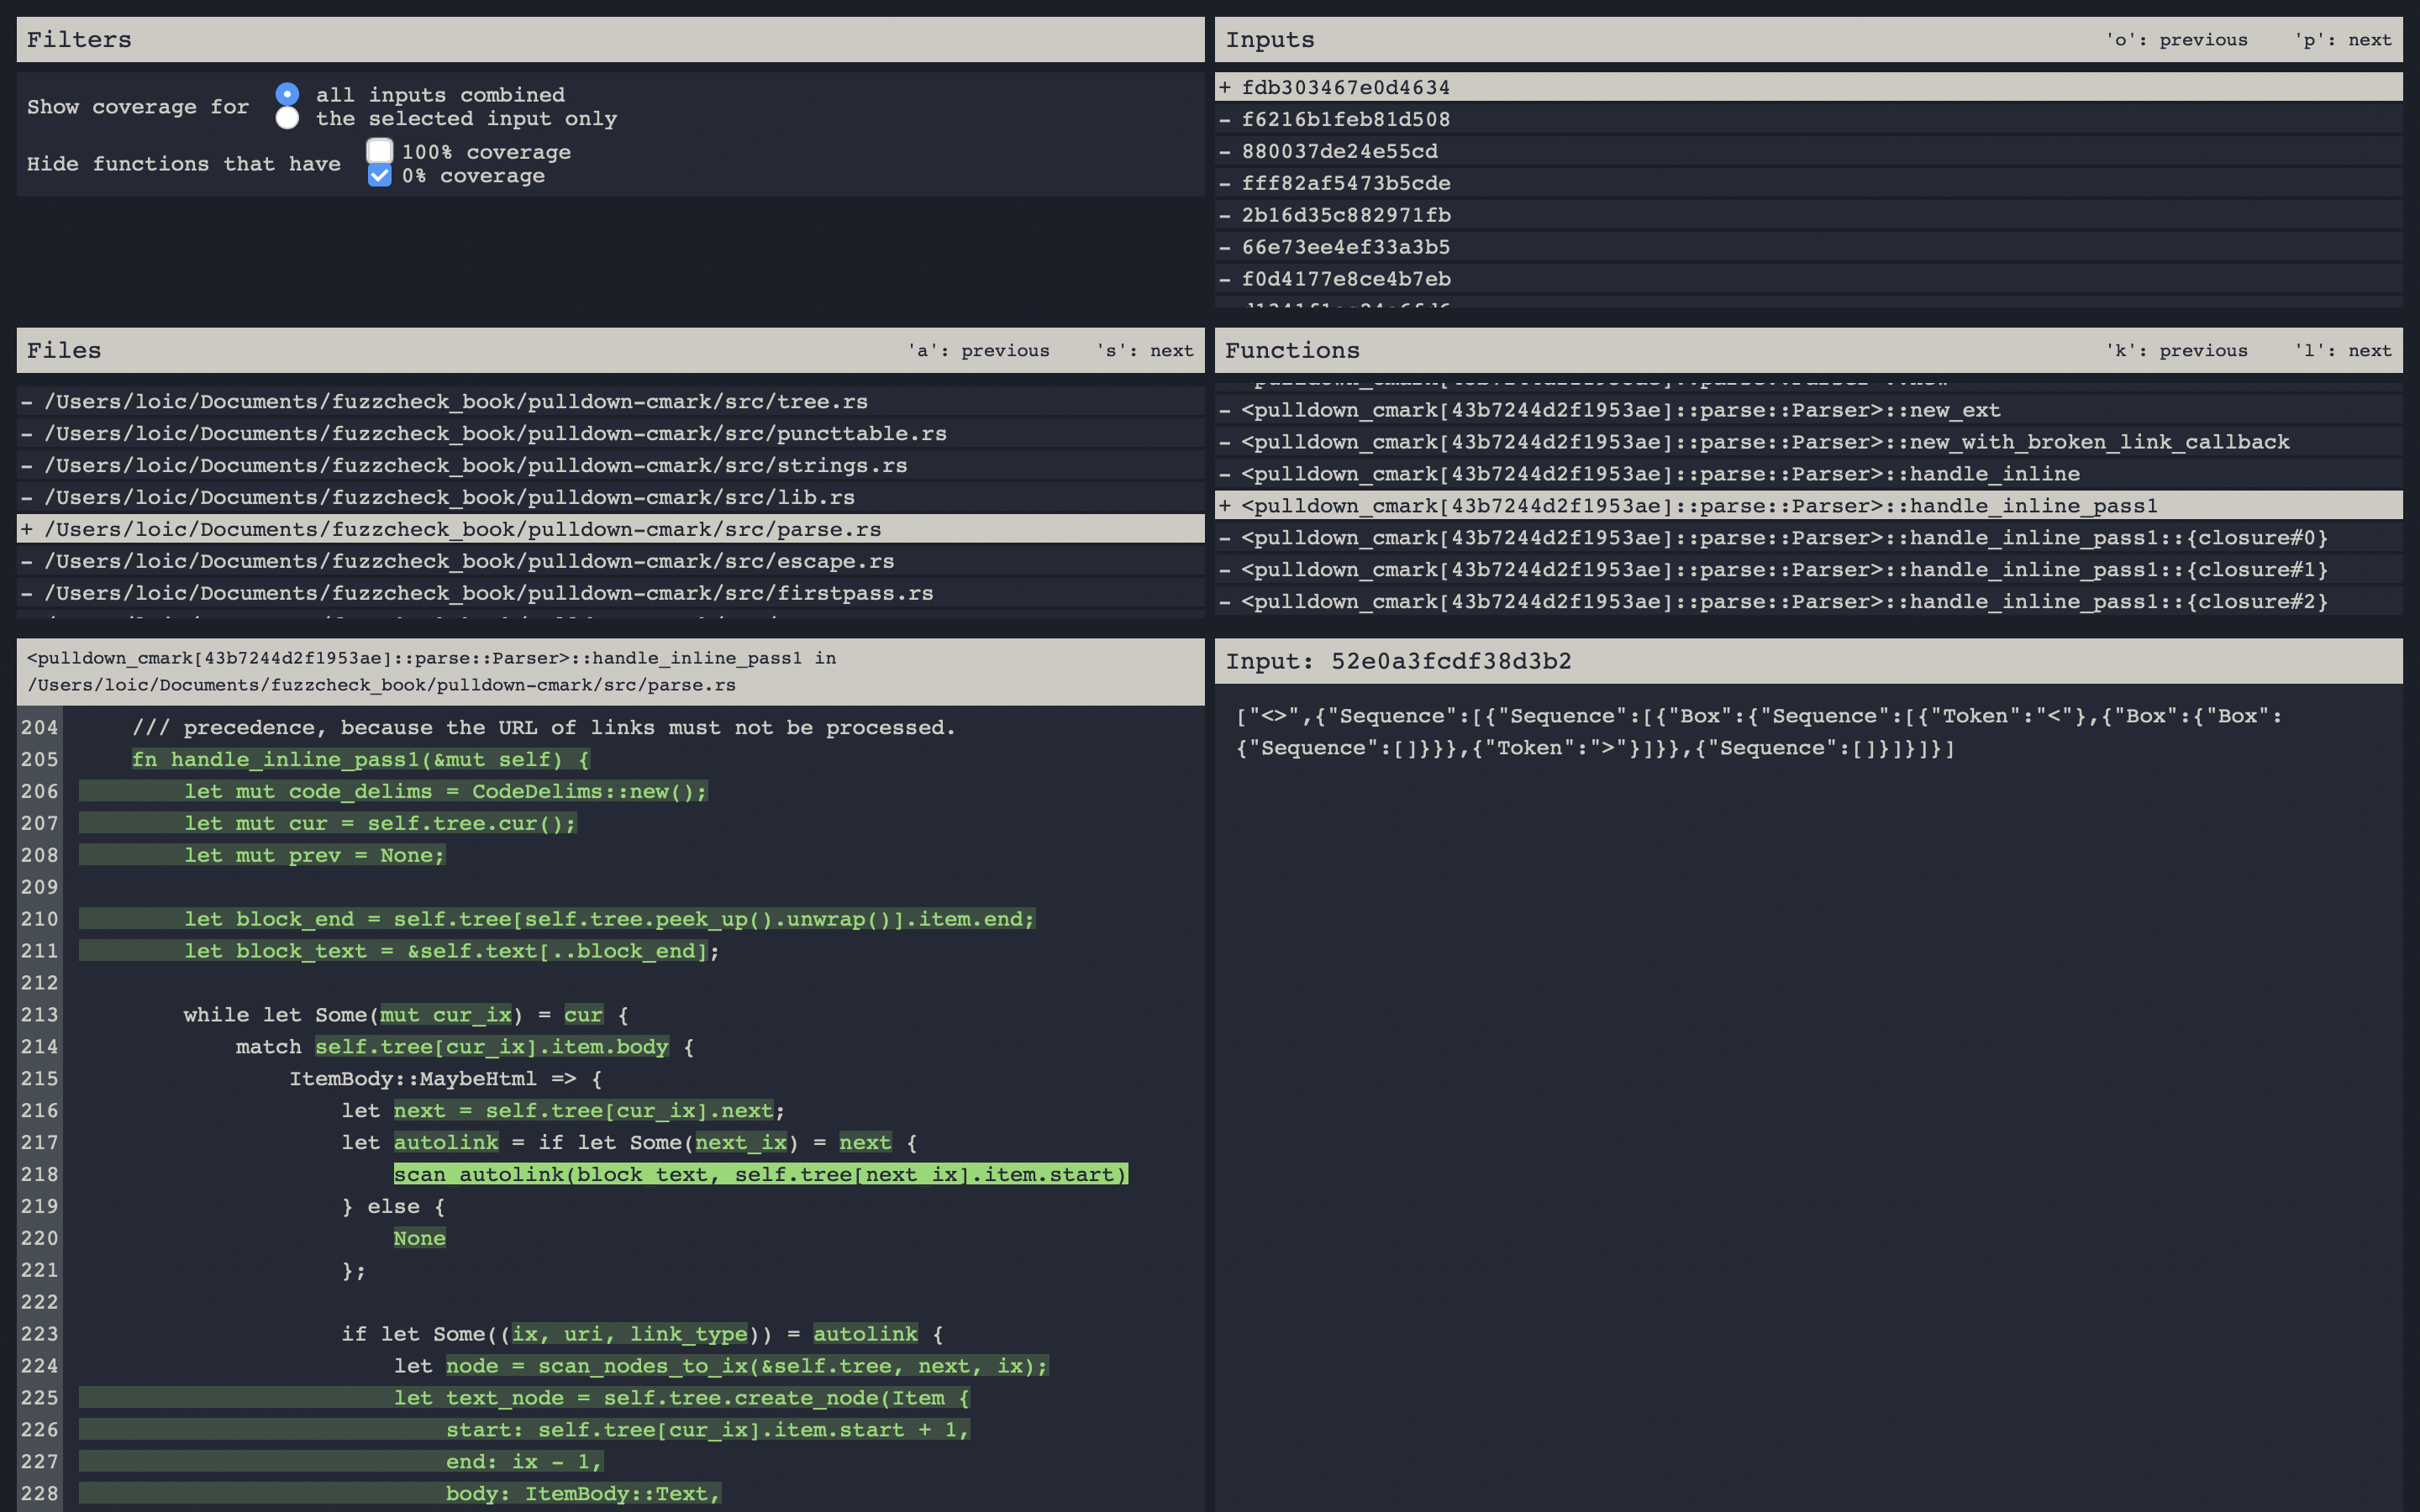 Filters
Show coverage for
all inputs combined
the selected input only
Hide functions that have
100% coverage
0% coverage
Inputs 'o': previous 'p': next
+ fdb303467e0d4634
- f6216b1feb81d508
- 880037de24e55cd
- fff82af5473b5cde
- 2b16d35c882971fb
- 66e73ee4ef33a3b5
- f0d4177e8ce4b7eb
Files 'a': previous 's': next
- /Users/loic/Documents/fuzzcheck_book/pulldown-cmark/src/tree.rs
- /Users/loic/Documents/fuzzcheck_book/pulldown-cmark/src/puncttable.rs
- /Users/loic/Documents/fuzzcheck_book/pulldown-cmark/src/strings.rs
- /Users/loic/Documents/fuzzcheck_book/pulldown-cmark/src/lib.rs
+ /Users/loic/Documents/fuzzcheck_book/pulldown-cmark/src/parse.rs
- /Users/loic/Documents/fuzzcheck_book/pulldown-cmark/src/escape.rs
- /Users/loic/Documents/fuzzcheck_book/pulldown-cmark/src/firstpass.rs
Functions 'k': previous 'l': next
- <pulldown_cmark[43b7244d2f1953ae]::parse::Parser>::new_ext
- <pulldown_cmark[43b7244d2f1953ae]::parse::Parser>::new_with_broken_link_callback
- <pulldown_cmark[43b7244d2f1953ae]::parse::Parser>::handle_inline
+ <pulldown_cmark[43b7244d2f1953ae]::parse::Parser>::handle_inline_pass1
- <pulldown_cmark[43b7244d2f1953ae]::parse::Parser>::handle_inline_pass1::{closure#0}
- <pulldown_cmark[43b7244d2f1953ae]::parse::Parser>::handle_inline_pass1::{closure#1}
- <pulldown_cmark[43b7244d2f1953ae]::parse::Parser>::handle_inline_pass1::{closure#2}
<pulldown_cmark[43b7244d2f1953ae]::parse::Parser>::handle_inline_pass1 in
/Users/loic/Documents/fuzzcheck_book/pulldown-cmark/src/parse.rs
204     /// precedence, because the URL of links must not be processed.
205     fn handle_inline_pass1(&mut self) {
206         let mut code_delims = CodeDelims::new();
207         let mut cur = self.tree.cur();
208         let mut prev = None;
209
210         let block_end = self.tree[self.tree.peek_up().unwrap()].item.end;
211         let block_text = &self.text[..block_end];
212
213         while let Some(mut cur_ix) = cur {
214             match self.tree[cur_ix].item.body {
215                 ItemBody::MaybeHtml => {
216                     let next = self.tree[cur_ix].next;
217                     let autolink = if let Some(next_ix) = next {
218                         scan_autolink(block_text, self.tree[next_ix].item.start)
219                     } else {
220                         None
221                     };
222
223                     if let Some((ix, uri, link_type)) = autolink {
224                         let node = scan_nodes_to_ix(&self.tree, next, ix);
225                         let text_node = self.tree.create_node(Item {
226                             start: self.tree[cur_ix].item.start + 1,
227                             end: ix - 1,
228                             body: ItemBody::Text,
Input: 52e0a3fcdf38d3b2
["<>",{"Sequence":[{"Sequence":[{"Box":{"Sequence":[{"Token":"<"},{"Box":{"Box":
{"Sequence":[]}}},{"Token":">"}]}},{"Sequence":[]}]}]}]